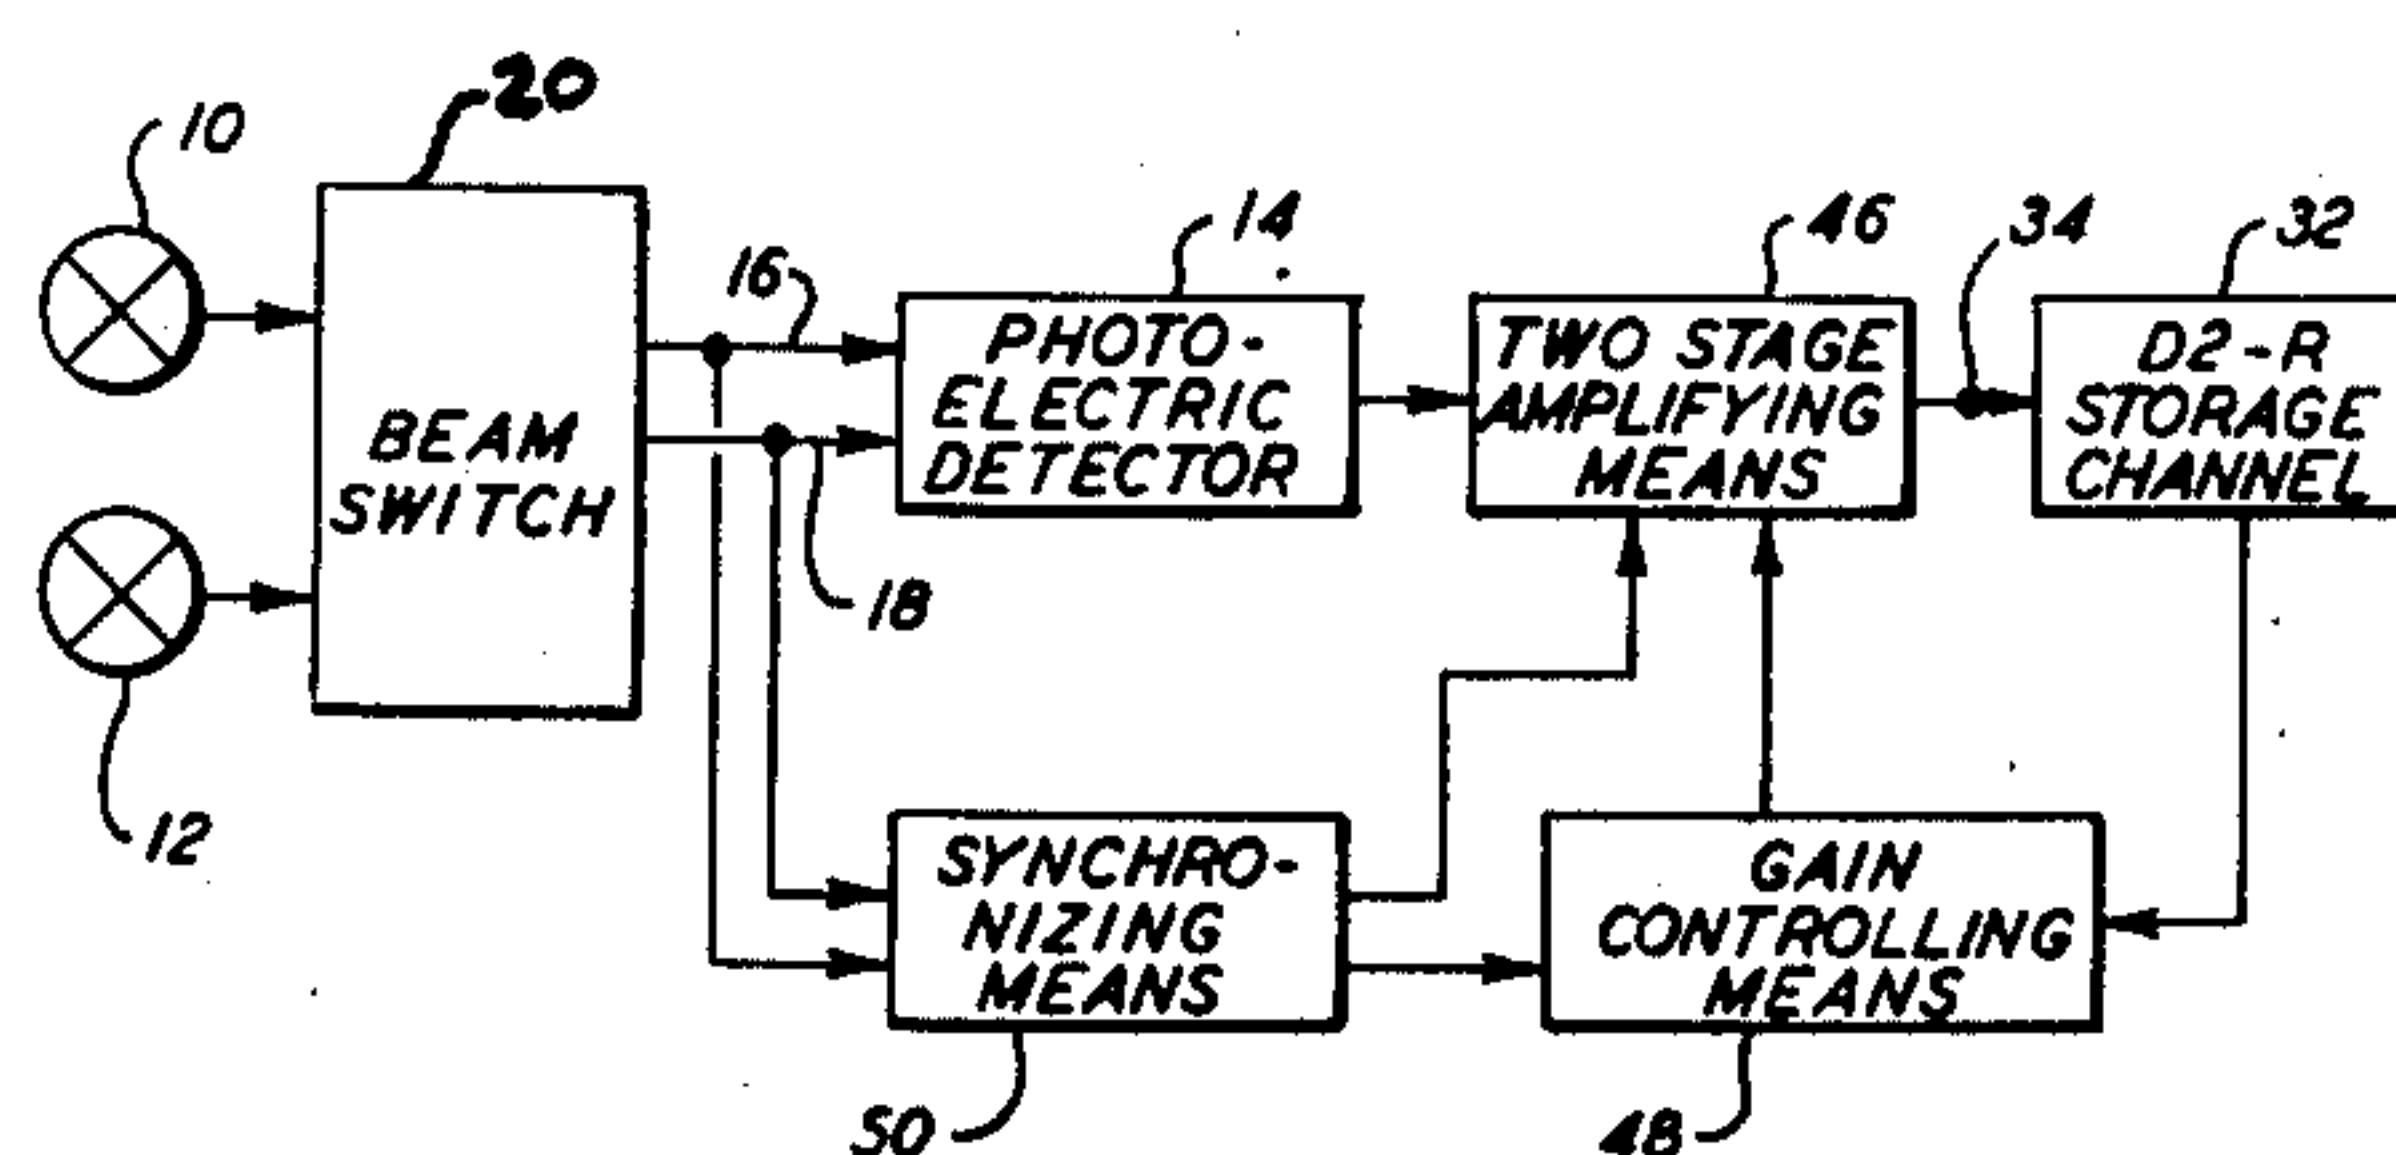 20
10
14
46
34
32
16
PHOTO-
ELECTRIC
DETECTOR
TWO STAGE
AMPLIFYING
MEANS
D2-R
STORAGE
CHANNEL
BEAM
SWITCH
18
12
SYNCHRO-
NIZING
MEANS
GAIN
CONTROLLING
MEANS
50
48